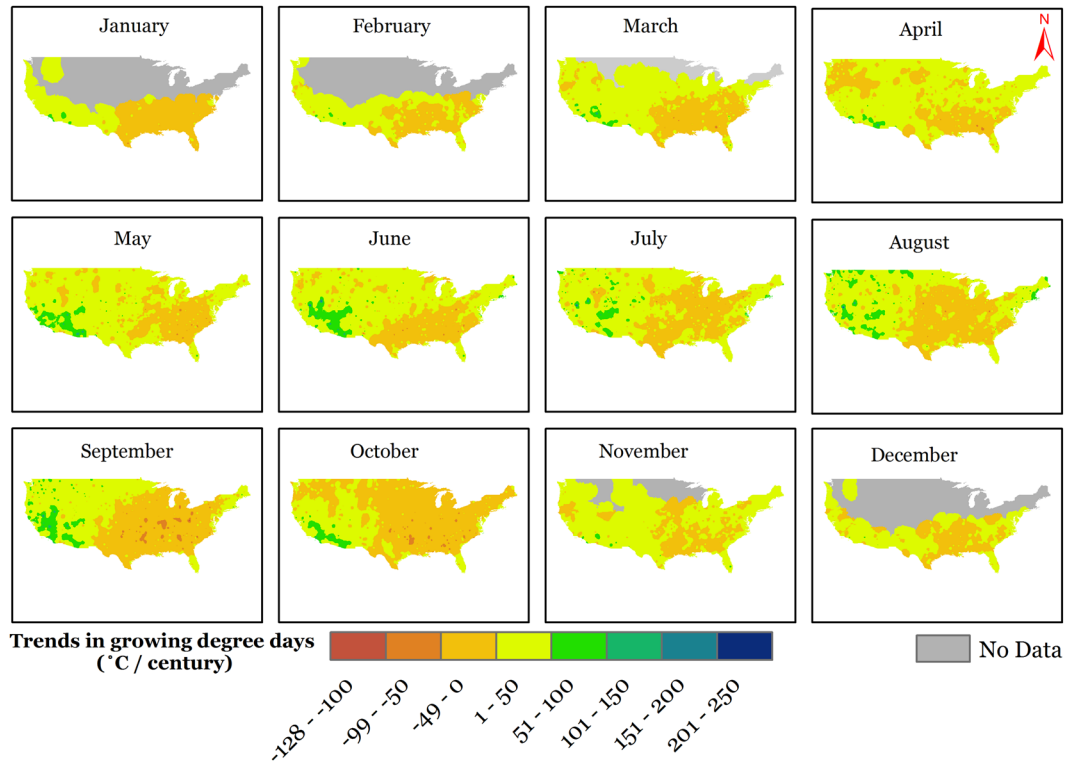 January
February
March
April
N
May
June
July
August
September
October
November
December
Trends in growing degree days
(˚C / century)
-128 - -100
-99 - -50
-49 - 0
1 - 50
51 - 100
101 - 150
151 - 200
201 - 250
No Data